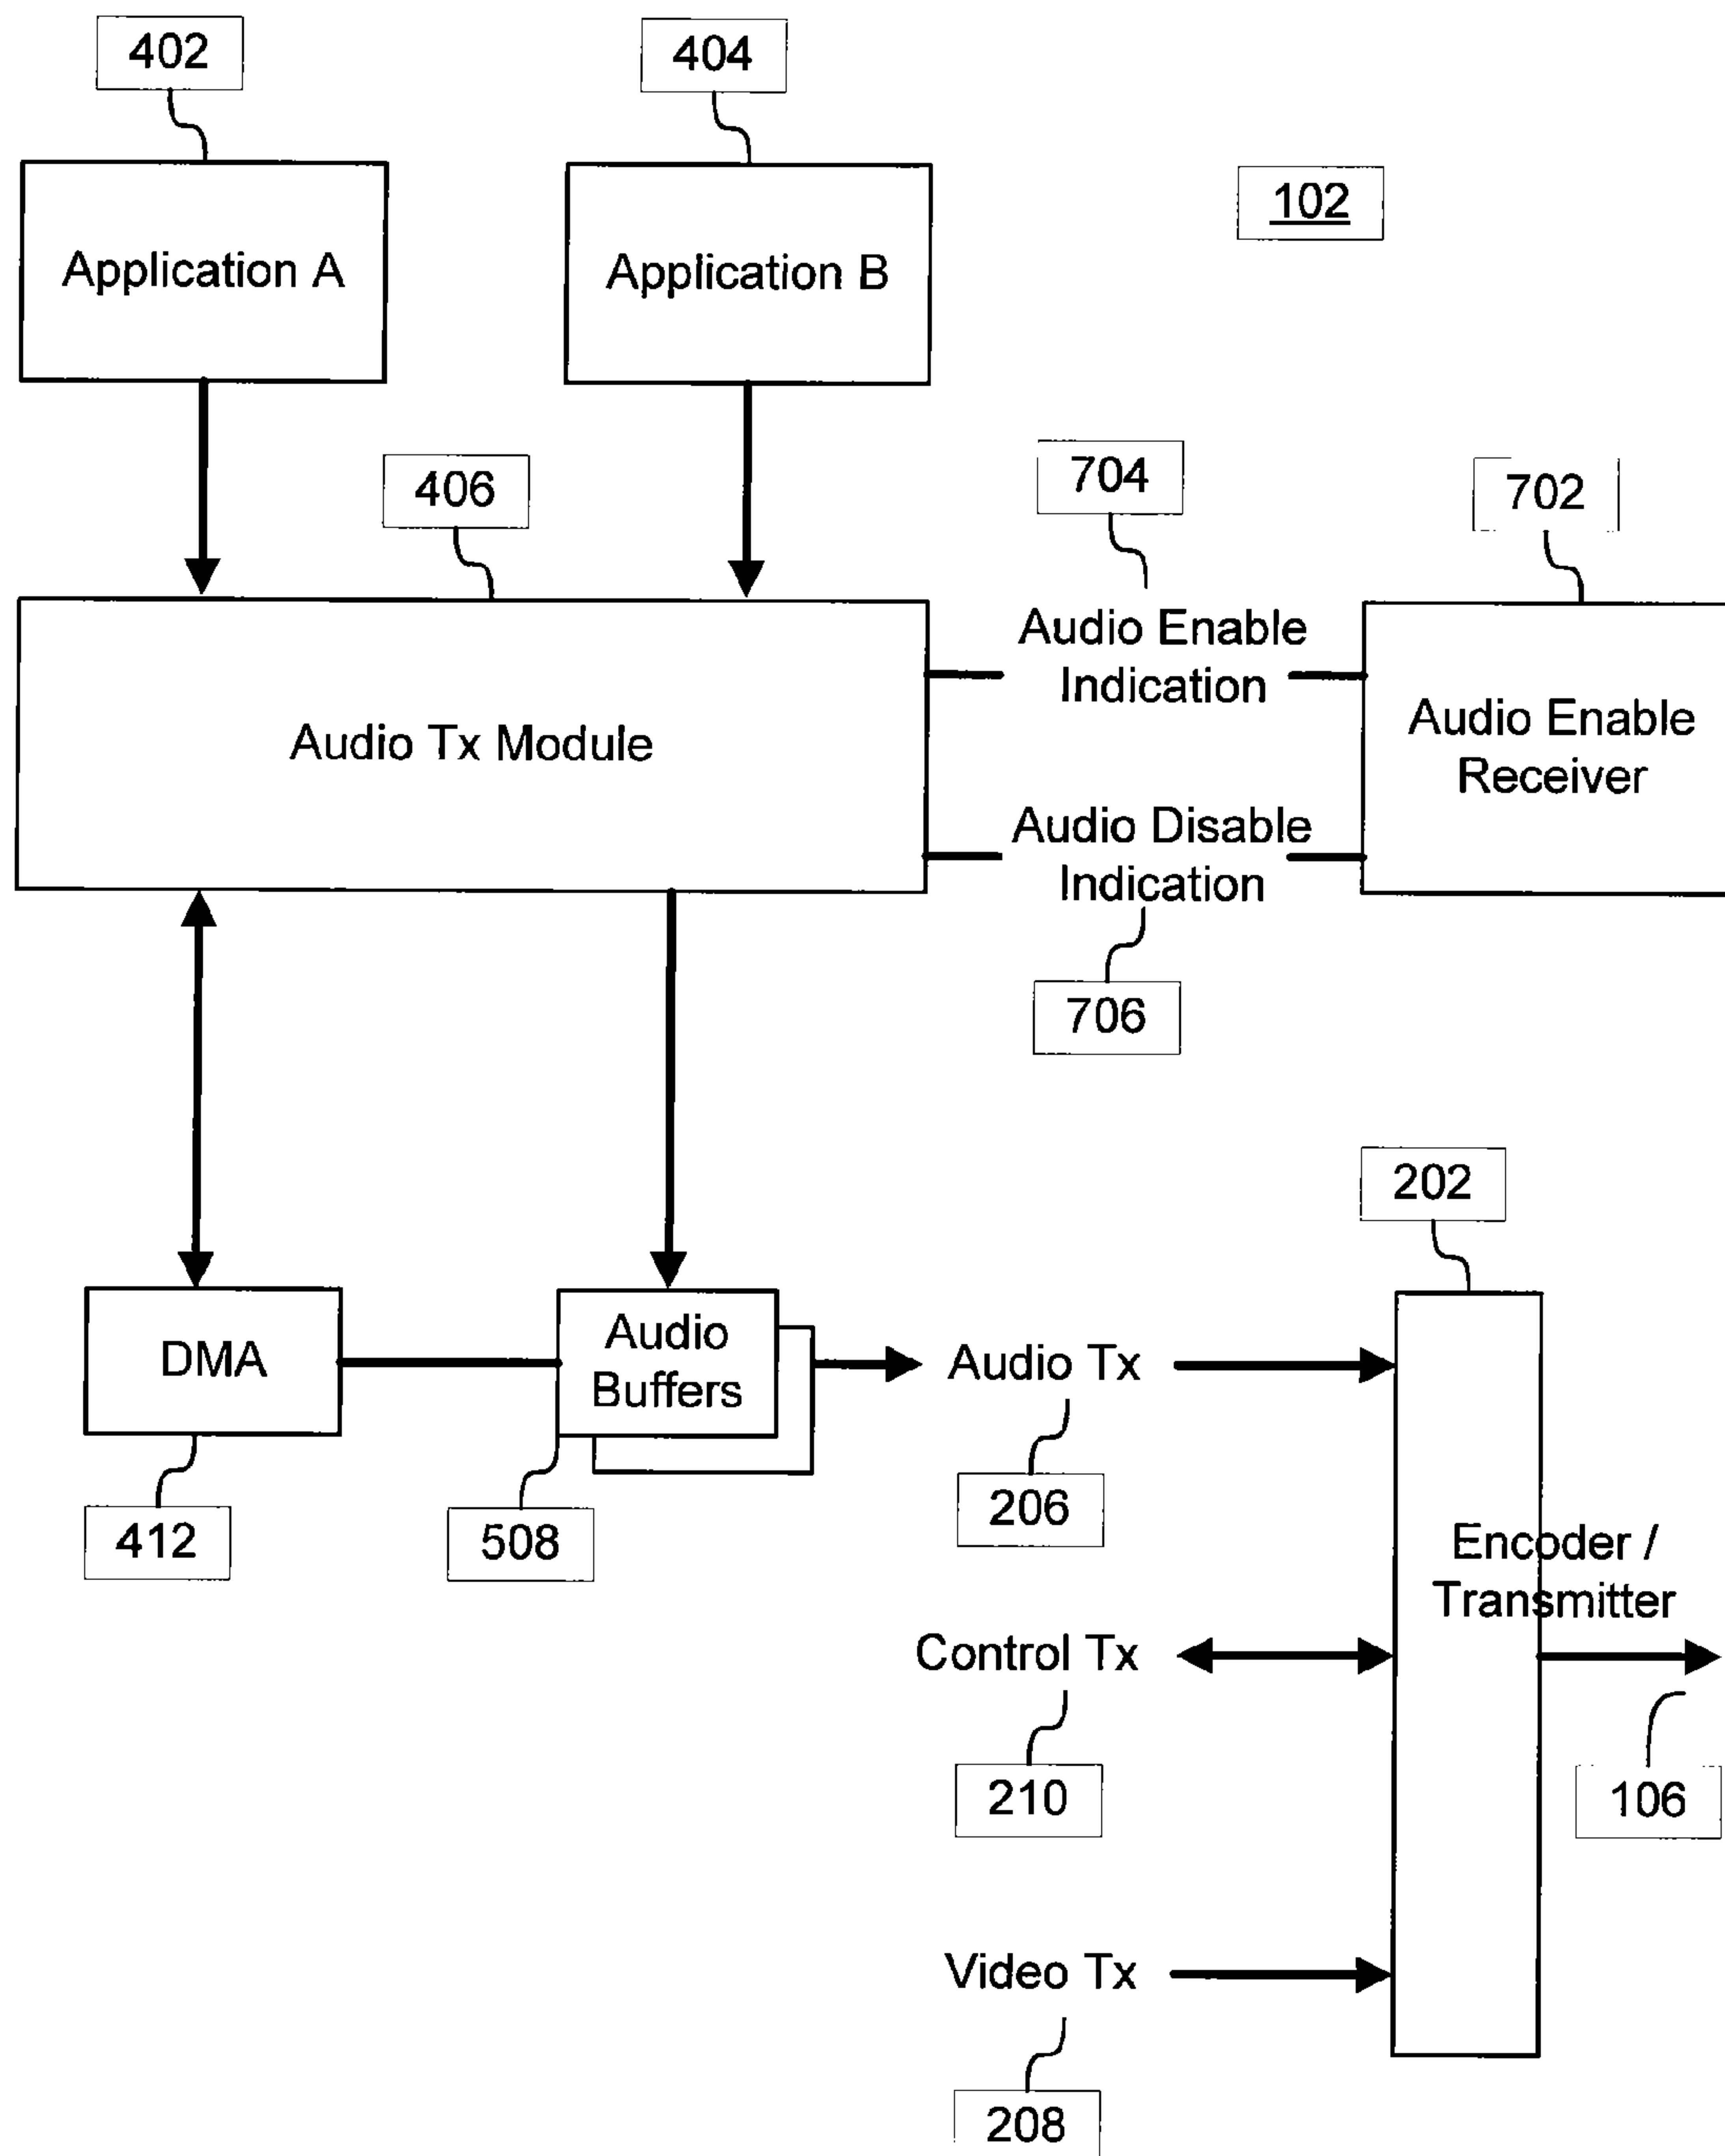 402
404
102
Application A
Application B
406
704
702
Audio Enable
Indication
Audio Tx Module
Audio Enable
Receiver
Audio Disable
Indication
706
202
DMA
Audio
Buffers
Audio Tx
412
508
206
Encoder /
Transmitter
Control Tx
210
106
Video Tx
208